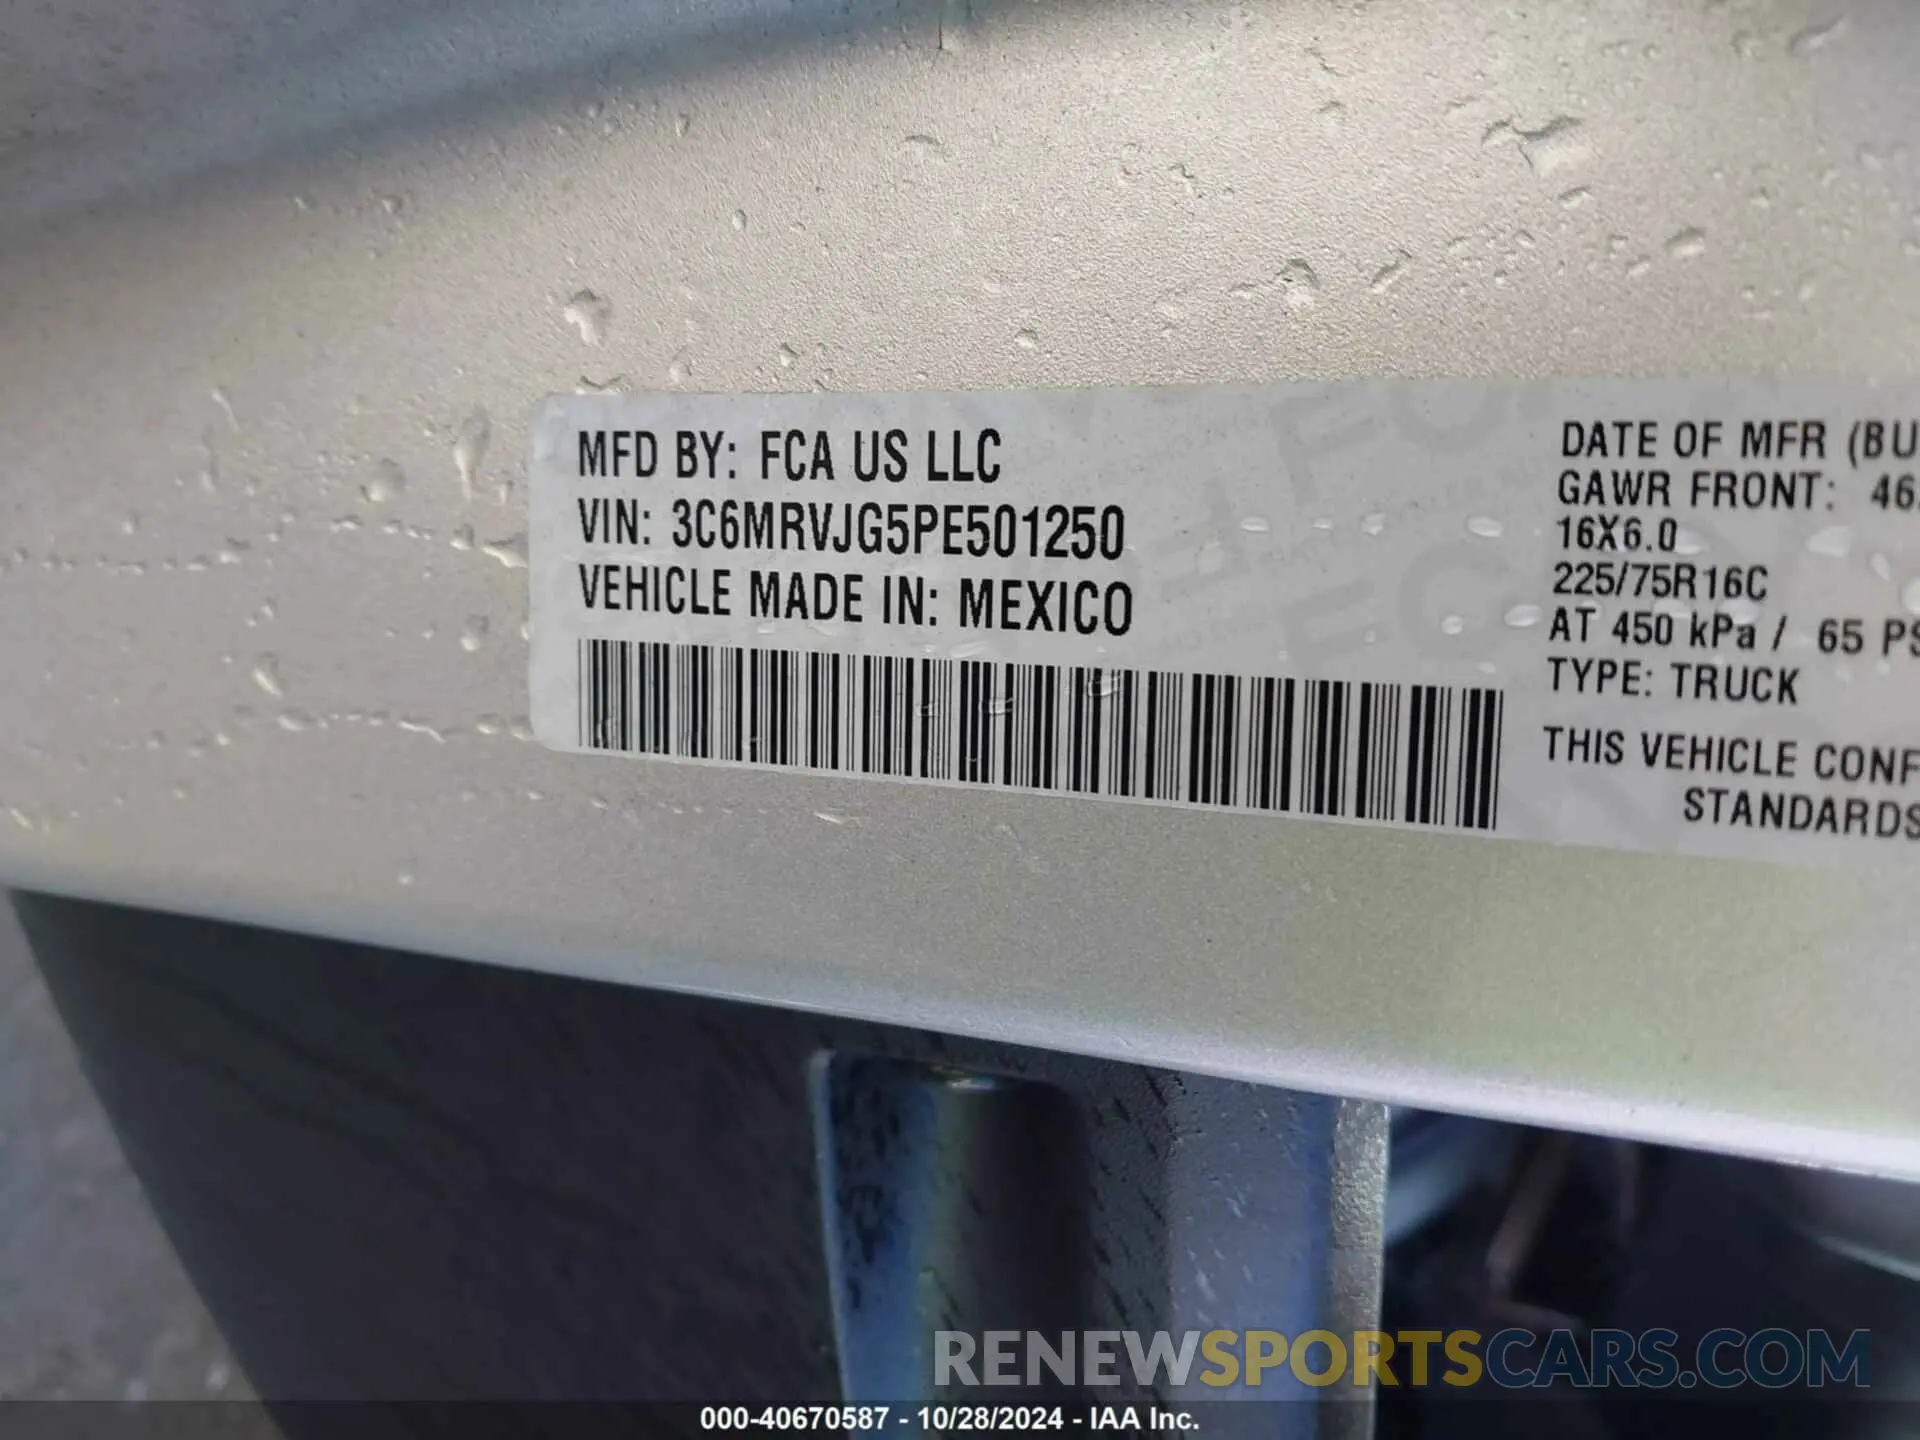 MFD BY: FCA US LLC
VIN: 3C6MRVJG5PE501250
VEHICLE MADE IN: MEXICO
DATE OF MFR (BU
GAWR FRONT: 46
16X6.0
225/75R16C
AT 450 kPa / 65 PS
TYPE: TRUCK
THIS VEHICLE CONF
STANDARDS
RENEWSPORTSCARS.COM
000-40670587 - 10/28/2024 - IAA Inc.